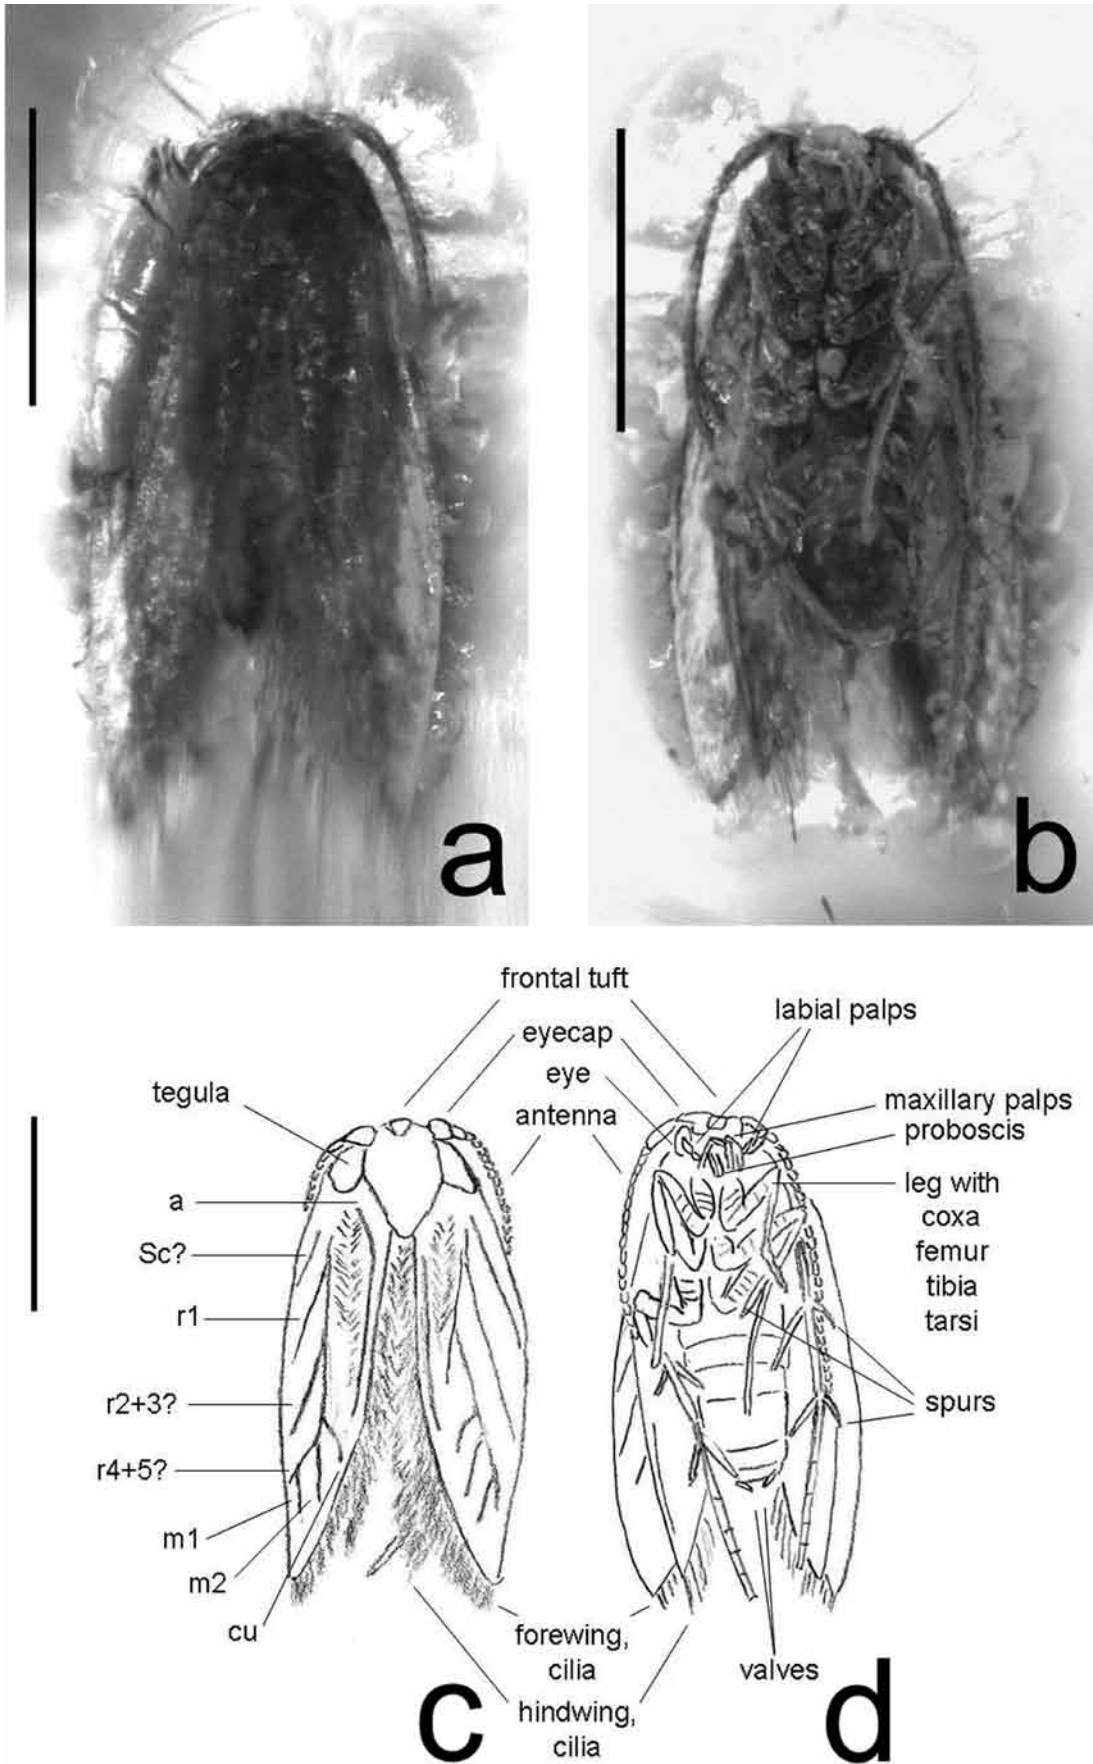 a
b
frontal tuft
labial palps
eyecap
eye
tegula
antenna
maxillary palps
proboscis
a
leg with
coxa
femur
tibia
tarsi
Sc?
r1
r2+3?
spurs
r4+5?
m1
m2
cu
forewing,
cilia
valves
hindwing,
cilia
c
d